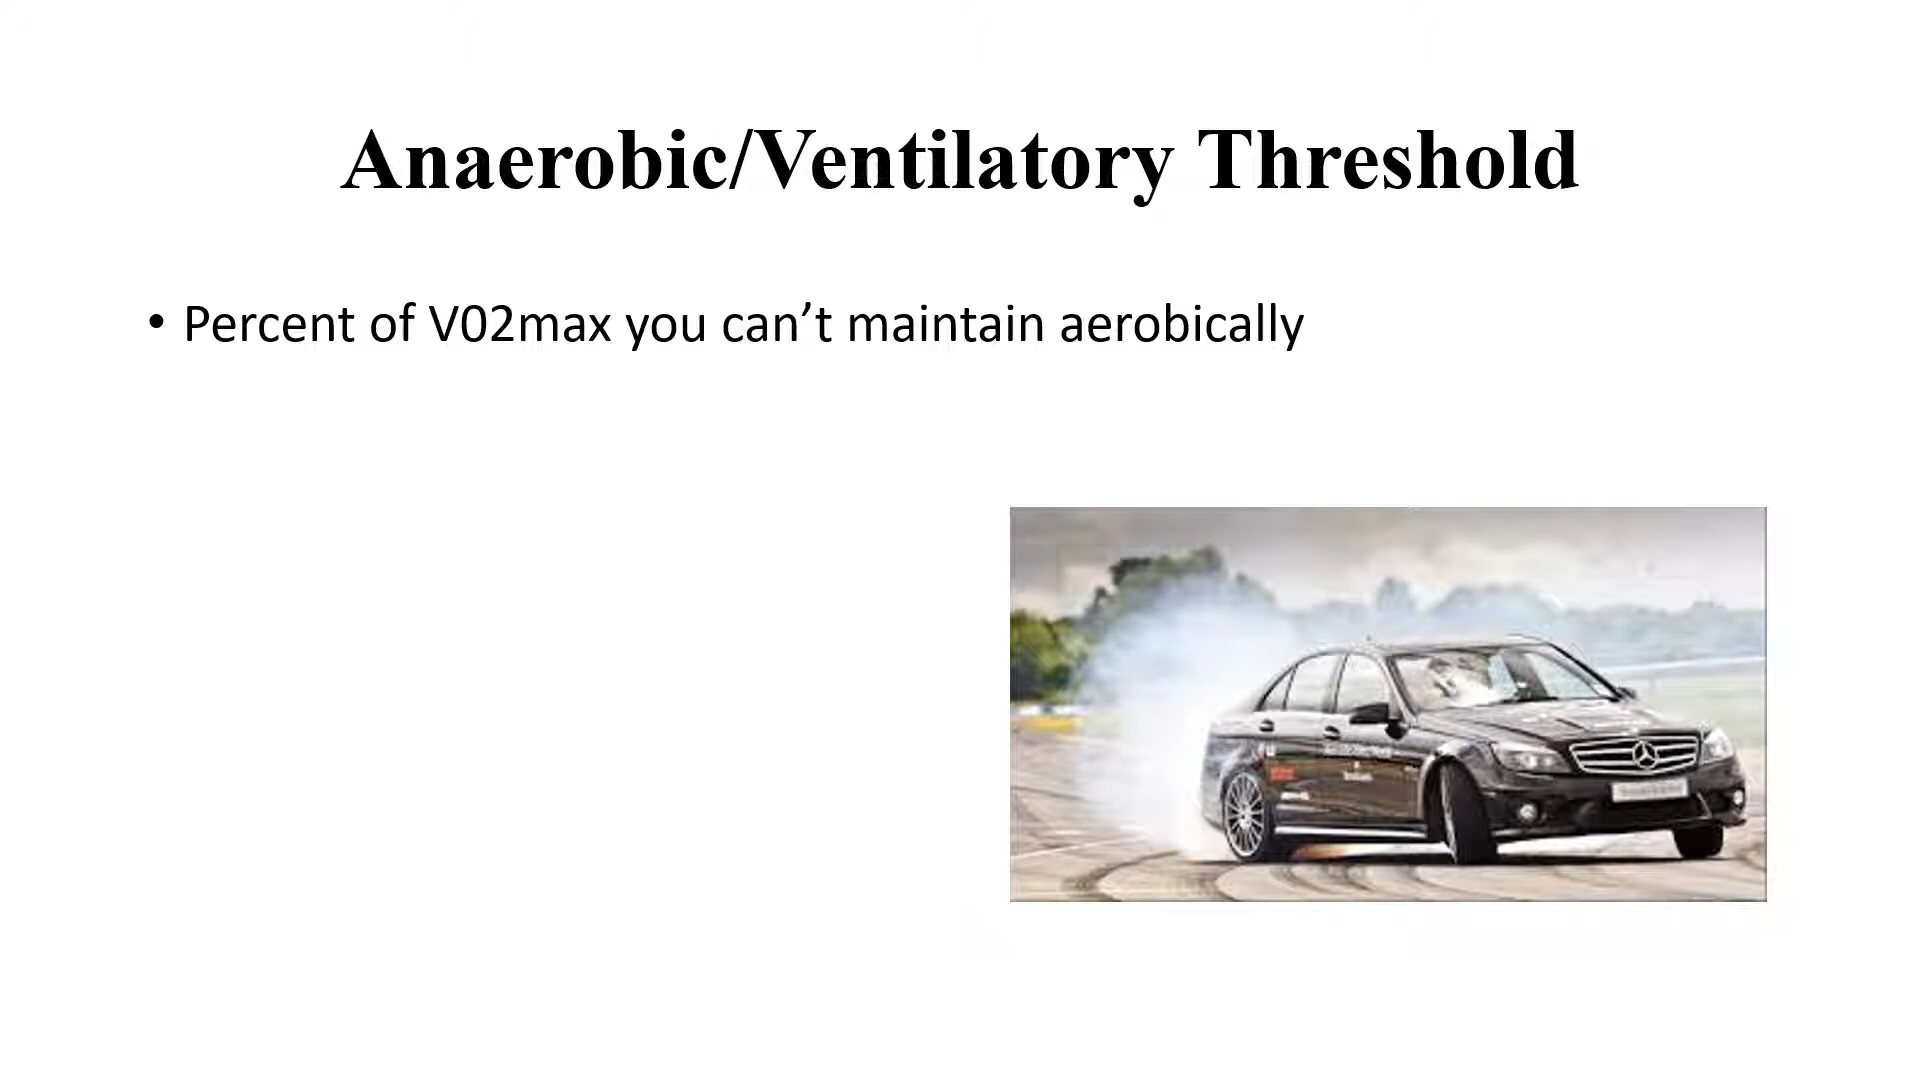 Anaerobic/Ventilatory Threshold
• Percent of V02max you can’t maintain aerobically